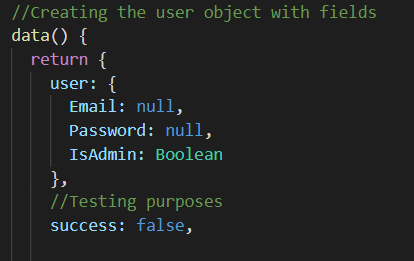 //Creating the user object with fields
data() {
return {
user: {
Email: null,
Password: null,
IsAdmin: Boolean
},
//Testing purposes
success: false,